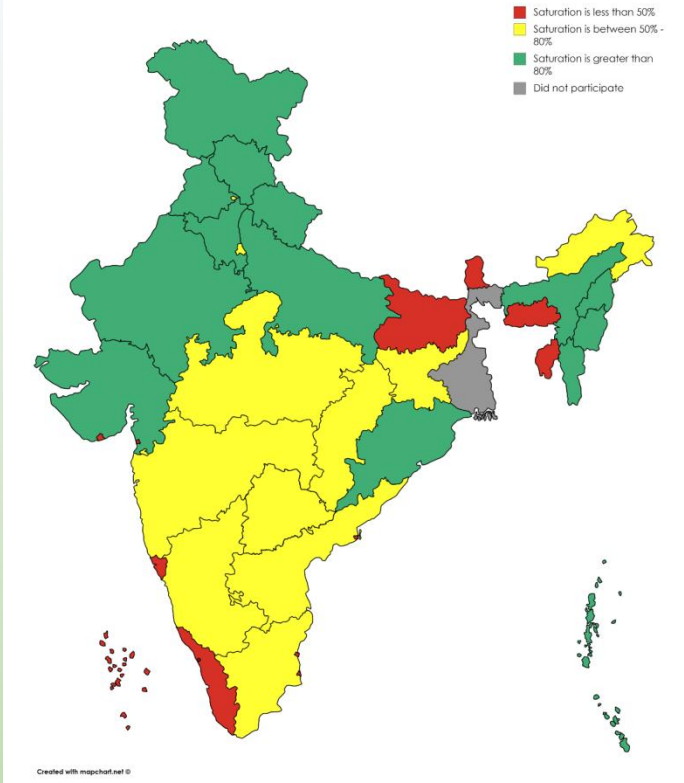 Saturation is less than 50%
Saturation is between 50% -
80%
Saturation is greater than
80%
Did not participate
Created with mapchart.net ©